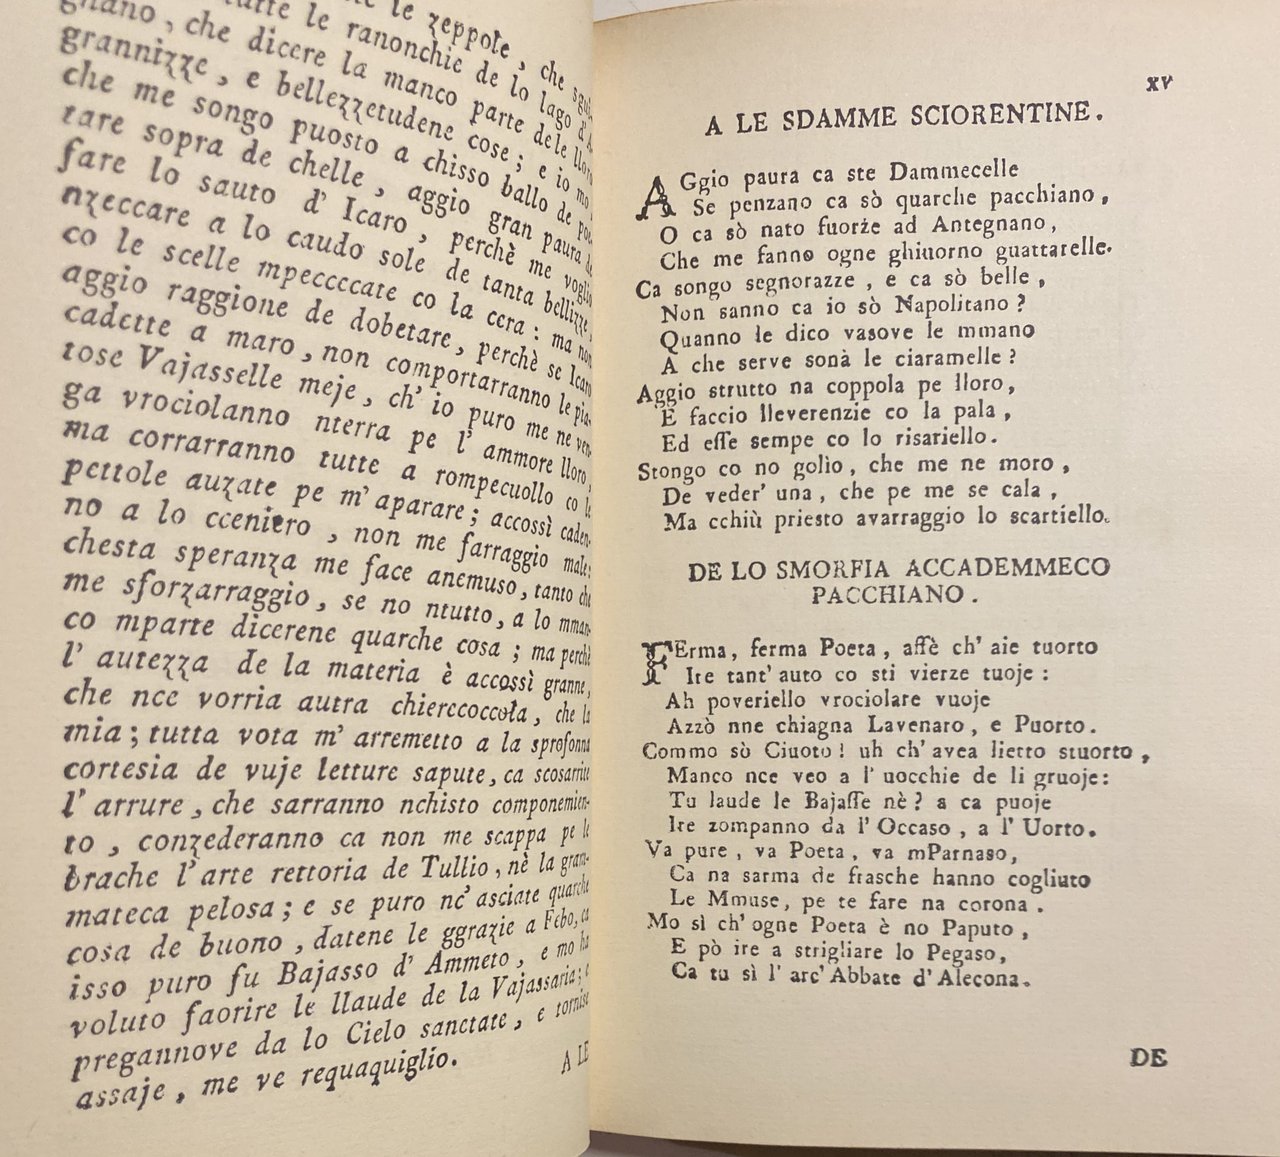 le zeppole, che
tutte le ranonchie de lo lago d'
gnano, che dicere la manco parte dele lloro
grannizze, e bellezzetudene cose; e io mo,
che me songo puosto a chisso ballo de
tare sopra de chelle, aggio gran paura de
fare lo sauto d' Icaro, perchè me voglio
nzeccare a lo caudo sole de tanta bellizze,
co le scelle mpeccccate co la cera: ma non
aggio raggione de dobetare, perchè se Icaro
cadette a maro, non comportarranno le pia-
tose Vajasselle meje, ch' io puro me ne ven-
ga vrociolanno nterra pe l' ammore lloro,
ma corrarranno tutte a rompecuollo co le
pettole auzate pe m' aparare; accossì caden-
no a lo cceniero, non me farraggio male:
chesta speranza me face anemuso, tanto che
me sforzarraggio, se no ntutto, a lo mman-
co mparte dicerene quarche cosa; ma perchè
l' autezza de la materia è accossì granne,
che nce vorria autra chierccoccola, che la
mia; tutta vota m' arremetto a la sprofonna
cortesia de vuje letture sapute, ca scosarrite
l' arrure, che sarranno nchisto componemien-
to, conzederanno ca non me scappa pe le
brache l'arte rettoria de Tullio, nè la gram-
mateca pelosa; e se puro nc' asciate quarche
cosa de buono, datene le ggrazie a Febo, ca
isso puro fu Bajasso d' Ammeto, e mo ha
voluto faorire le llaude de la Vajassaria; e
pregannove da lo Cielo sanctate, e tornise
assaje, me ve requaquiglio.
A LE
XV
A LE SDAMME SCIORENTINE.
AGgio paura ca ste Dammecelle
Se penzano ca sò quarche pacchiano,
O ca sò nato fuorże ad Antegnano,
Che me fanno ogne ghiuorno guattarelle.
Ca songo segnorazze, e ca sò belle,
Non sanno ca io sò Napolitano?
Quanno le dico vasove le mmano
A che serve sonà le ciaramelle?
Aggio strutto na coppola pe lloro,
E faccio lleverenzie co la pala,
Ed esse sempe co lo risariello.
Stongo co no golìo, che me ne moro,
De veder' una, che pe me se cala,
Ma cchiù priesto avarraggio lo scartiello.
DE LO SMORFIA ACCADEMMECO
PACCHIANO.
FErma, ferma Poeta, affè ch' aie tuorto
Ire tant' auto co sti vierze tuoje:
Ah poveriello vrociolare vuoje
Azzò nne chiagna Lavenaro, e Puorto.
Commo sò Ciuoto! uh ch' avea lietto stuorto,
Manco nce veo a l' uocchie de li gruoje:
Tu laude le Bajasse nè? a ca puoje
Ire zompanno da l' Occaso, a l' Uorto.
Va pure, va Poeta, va mParnaso,
Ca na sarma de frasche hanno cogliuto
Le Mmuse, pe te fare na corona.
Mo sì ch' ogne Poeta è no Paputo,
E pò ire a strigliare lo Pegaso,
Ca tu sì l' arc' Abbate d' Alecona.
DE